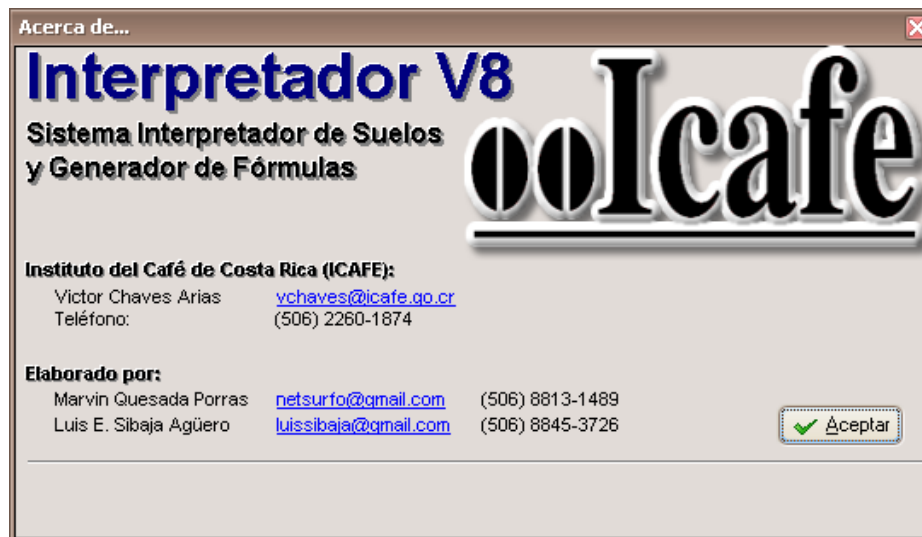 Acerca de...
Interpretador V8
Sistema Interpretador de Suelos
y Generador de Fórmulas
Icafe
Instituto del Café de Costa Rica (ICAFE):
Victor Chaves Arias vchaves@icafe.go.cr
Teléfono: (506) 2260-1874
Elaborado por:
Marvin Quesada Porras netsurfo@gmail.com (506) 8813-1489
Luis E. Sibaja Agüero luissibaja@gmail.com (506) 8845-3726
Aceptar